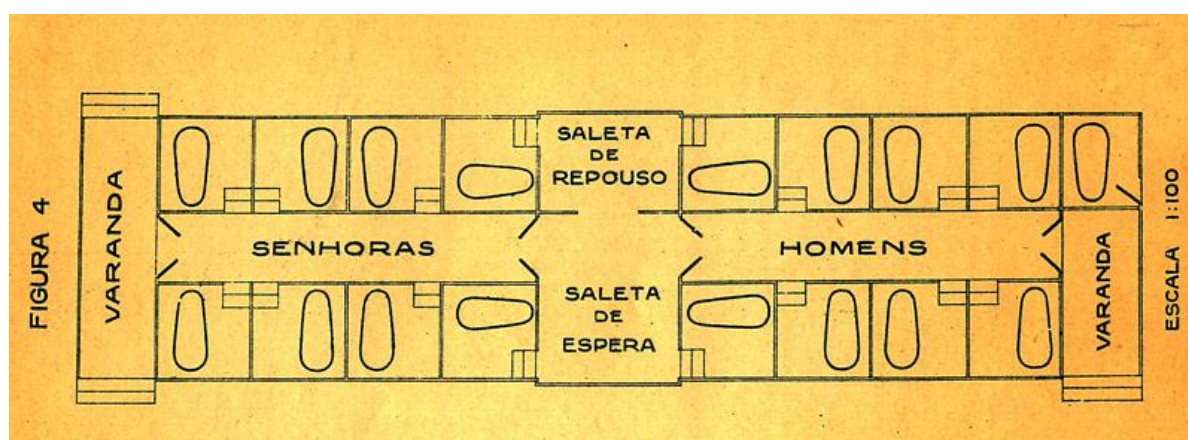 FIGURA 4
VARANDA
SENHORAS
SALETA
DE
REPOUSO
SALETA
DE
ESPERA
HOMENS
VARANDA
ESCALA 1:100